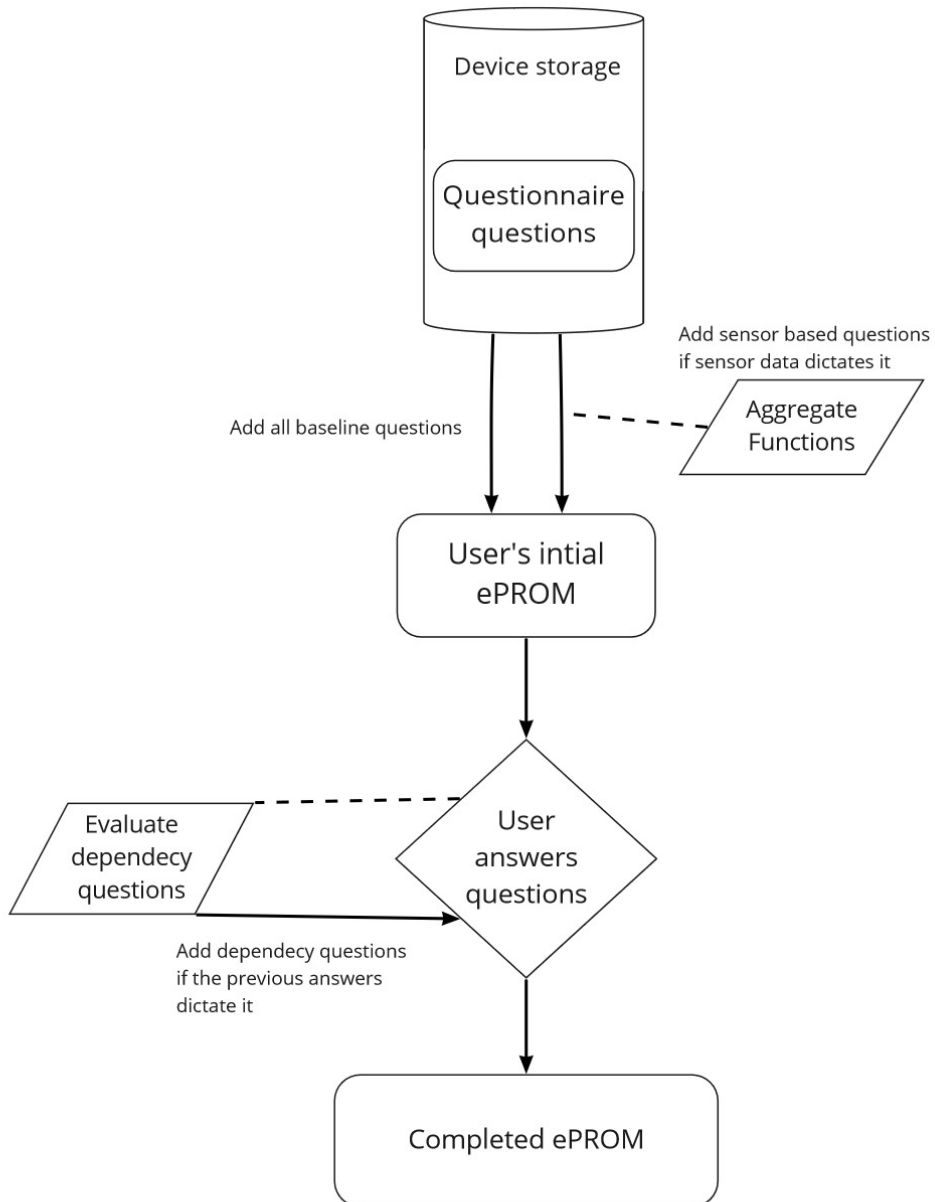 Device storage
Questionnaire
questions
Add sensor based questions
if sensor data dictates it
Aggregate
Functions
Add all baseline questions
User's intial
ePROM
User
answers
questions
Evaluate
dependecy
questions
Add dependecy questions
if the previous answers
dictate it
Completed ePROM